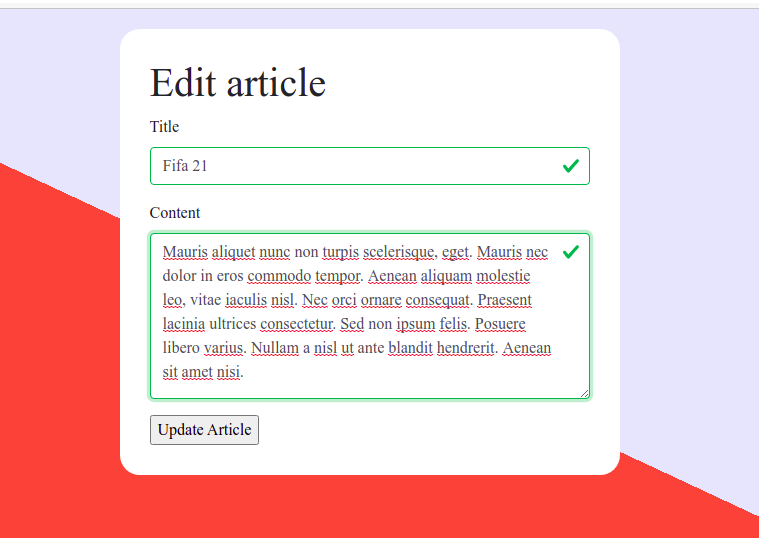 Edit article
Title
Fifa 21
Content
Mauris aliquet nunc non turpis scelerisque, eget. Mauris nec
dolor in eros commodo tempor. Aenean aliquam molestie
leo, vitae iaculis nisl. Nec orci ornare consequat. Praesent
lacinia ultrices consectetur. Sed non ipsum felis. Posuere
libero varius. Nullam a nisl ut ante blandit hendrerit. Aenean
sit amet nisi.
Update Article